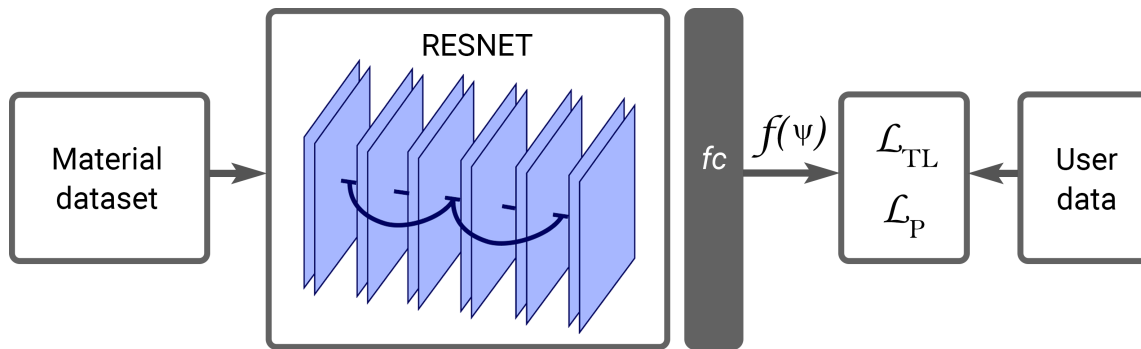 RESNET
Material
dataset
fc
f(ψ)
ℒTL
ℒP
User
data